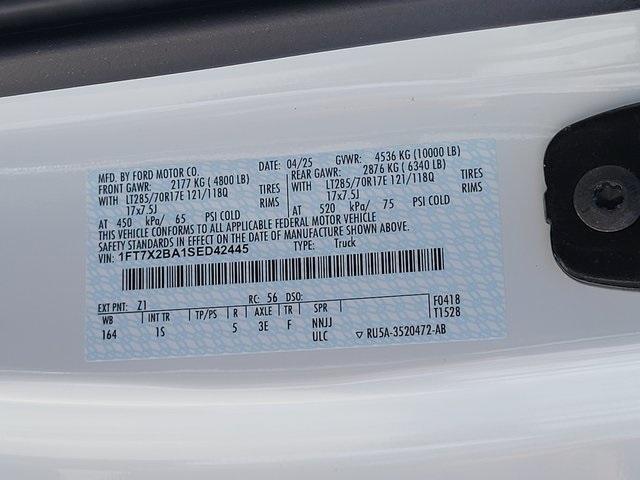 MFD. BY FORD MOTOR CO. DATE: 04/25 GVWR: 4536 KG (10000 LB)
FRONT GAWR: 2177 KG (4800 LB) REAR GAWR: 2876 KG (6340 LB)
WITH LT285/70R17E 121/118Q TIRES WITH LT285/70R17E 121/118Q TIRES
17x7.5J RIMS 17x7.5J RIMS
AT 450 kPa/ 65 PSI COLD AT 520 kPa/ 75 PSI COLD
THIS VEHICLE CONFORMS TO ALL APPLICABLE FEDERAL MOTOR VEHICLE
SAFETY STANDARDS IN EFFECT ON THE DATE OF MANUFACTURE SHOWN ABOVE.
VIN: 1FT7X2BA1SED42445 TYPE: Truck
EXT PNT: Z1 RC: 56 DSO: F0418
WB INT TR TP/PS R AXLE TR SPR T1528
164 1S 5 3E F NNJJ
ULC ▽ RU5A-3520472-AB